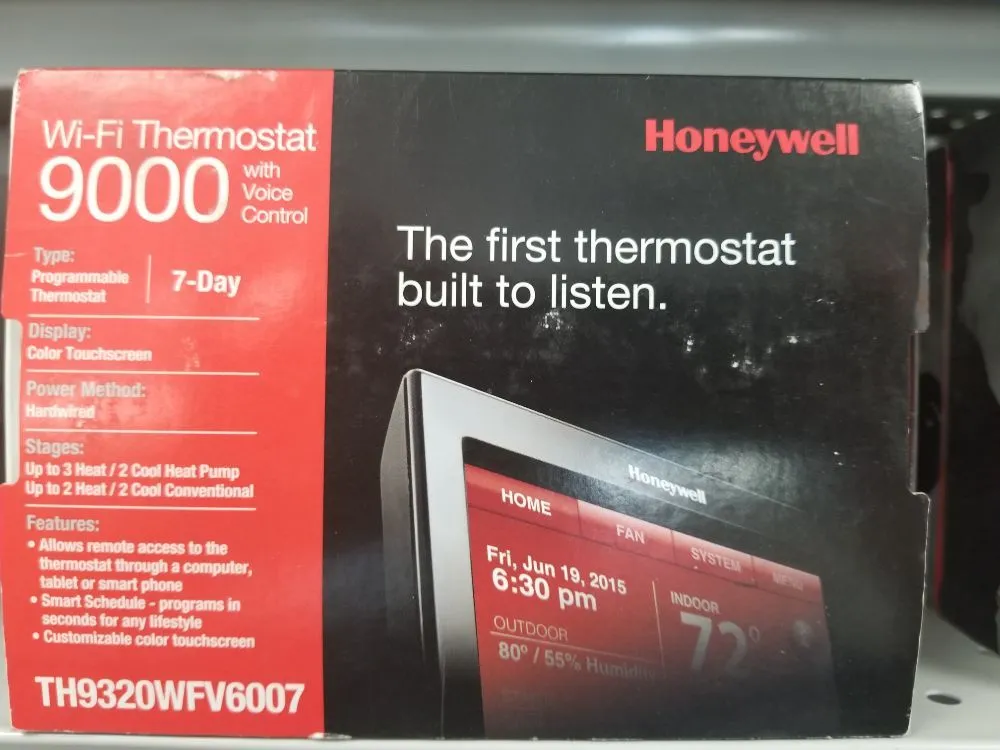 Wi-Fi Thermostat
9000
with
Voice
Control
Type:
Programmable
Thermostat
7-Day
Display:
Color Touchscreen
Power Method:
Hardwired
Stages:
Up to 3 Heat / 2 Cool Heat Pump
Up to 2 Heat / 2 Cool Conventional
Features:
• Allows remote access to the
thermostat through a computer,
tablet or smart phone
• Smart Schedule - programs in
seconds for any lifestyle
• Customizable color touchscreen
TH9320WFV6007
Honeywell
The first thermostat
built to listen.
Honeywell
HOME
FAN
SYSTEM
MENU
Fri, Jun 19, 2015
6:30 pm
OUTDOOR
80° / 55% Humidity
INDOOR
72°